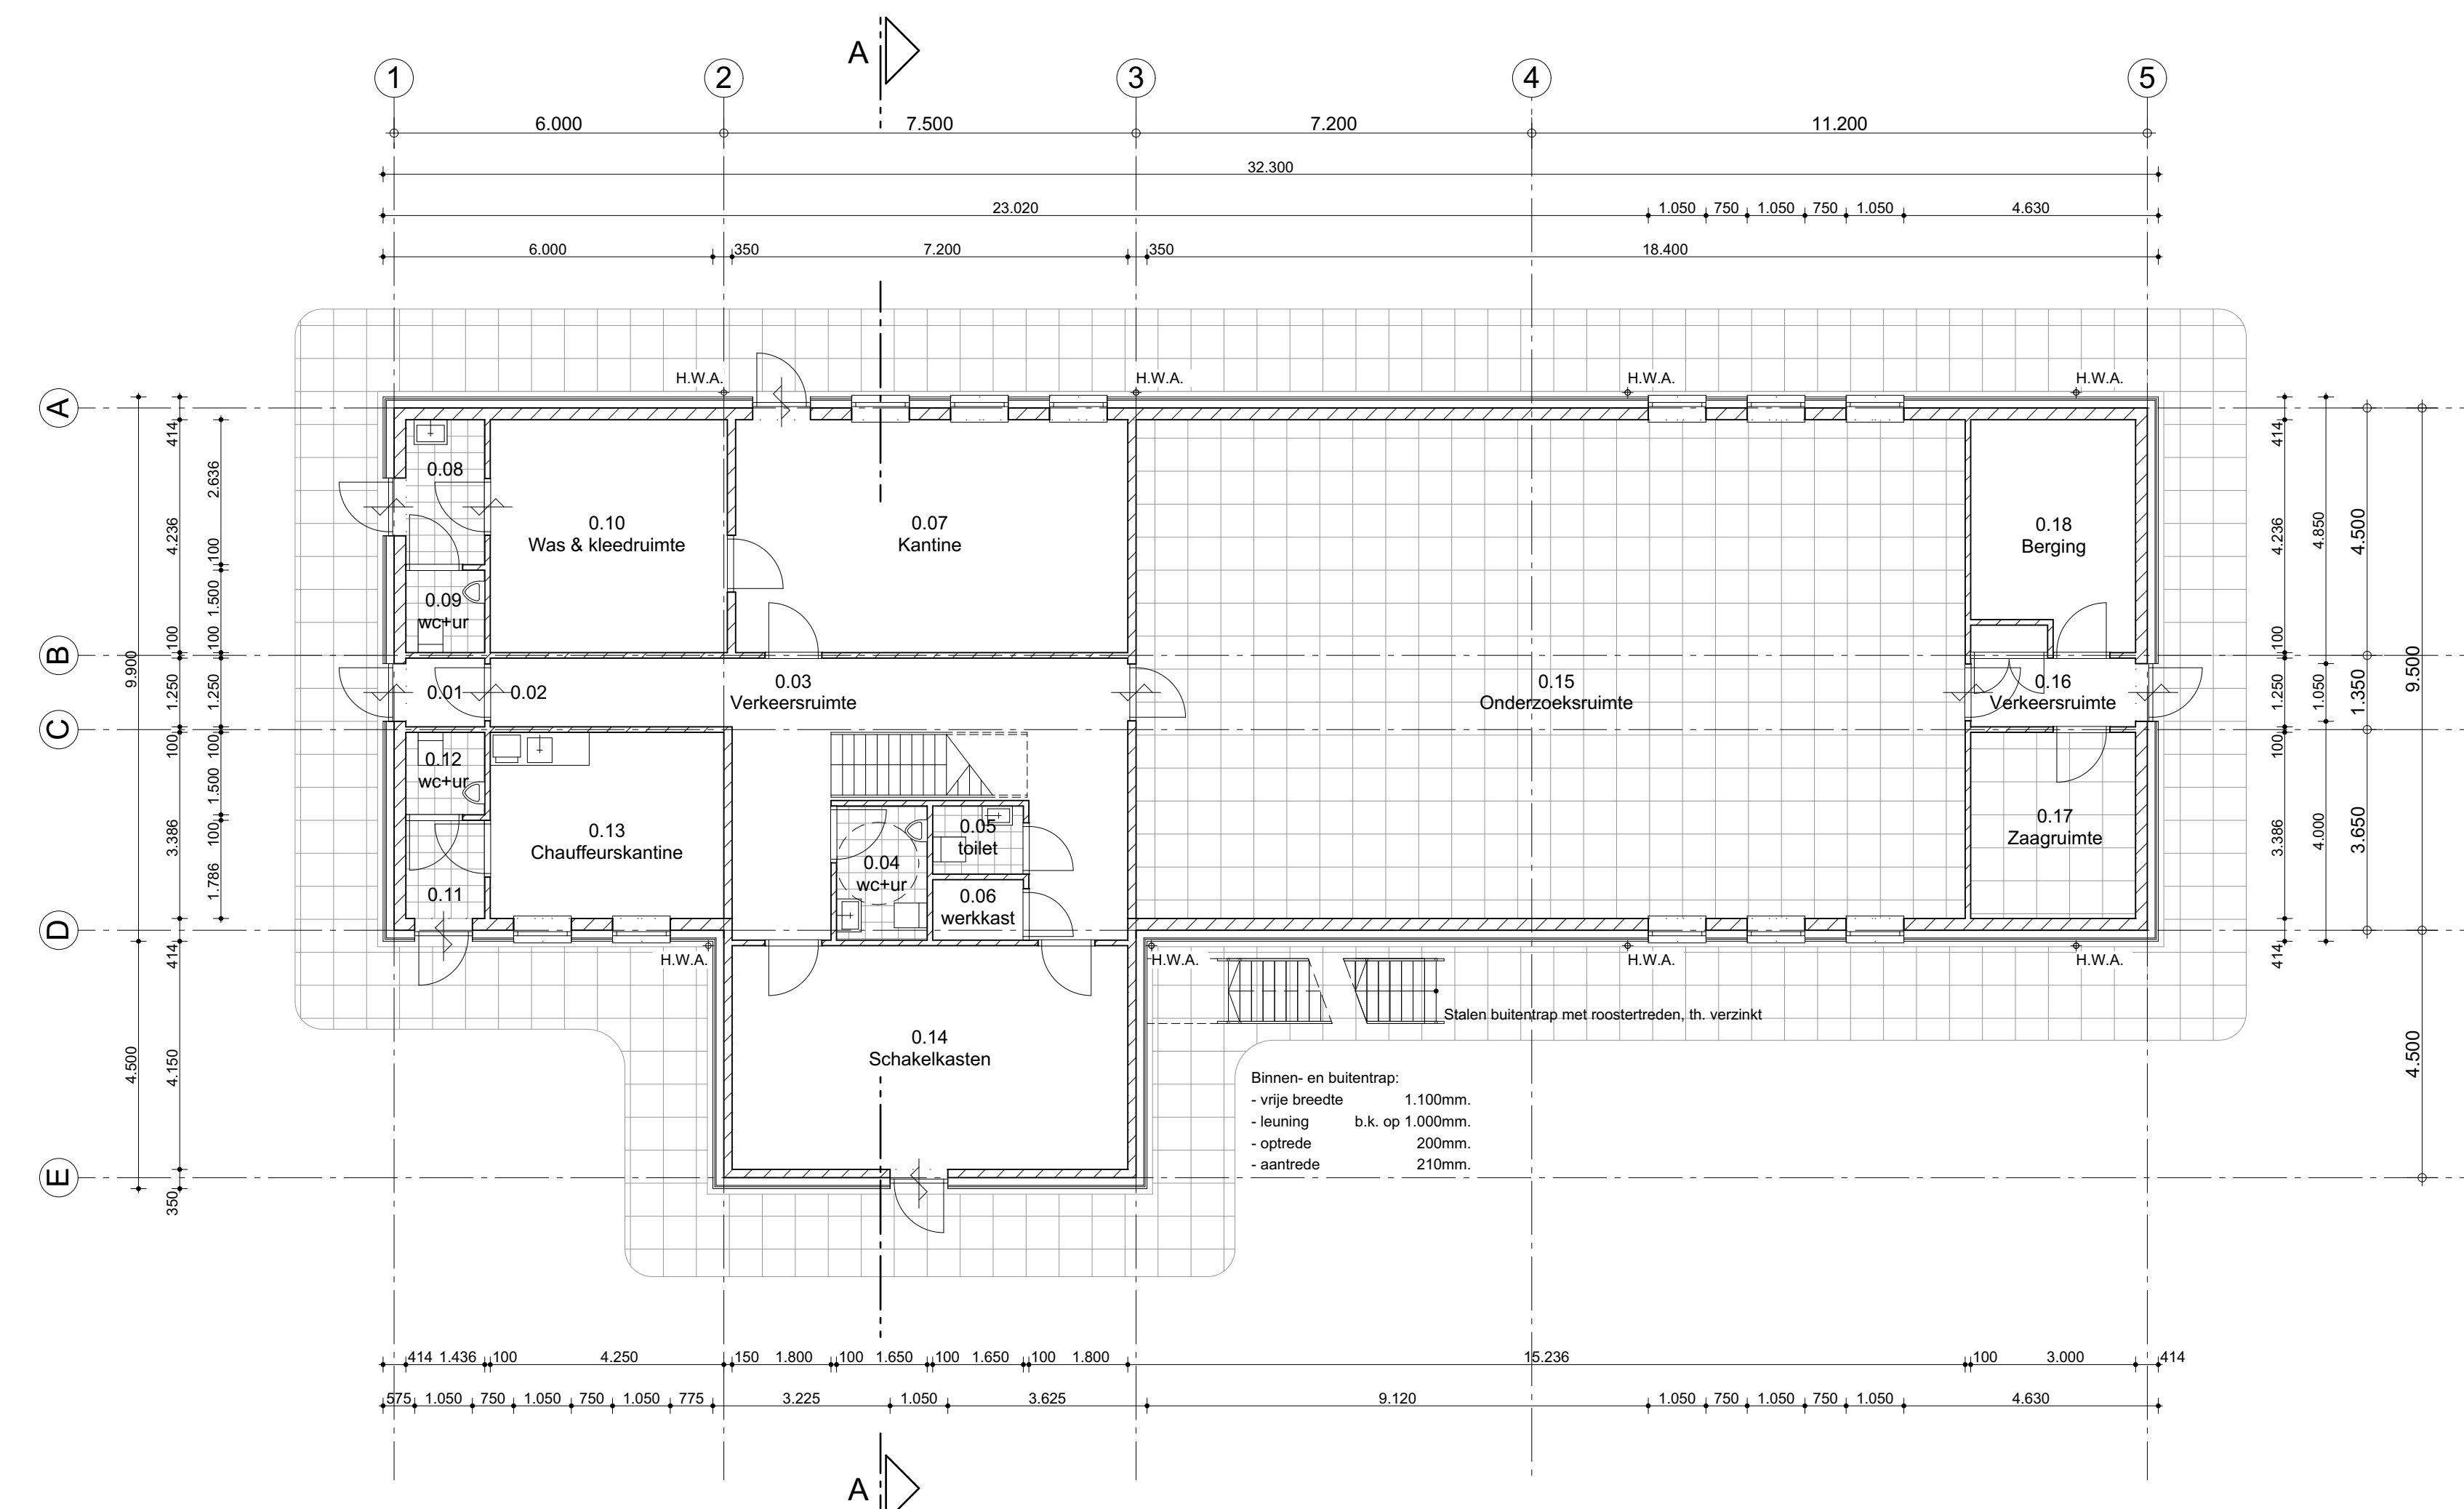 A
1 2 3 4 5
6.000 7.500 7.200 11.200
32.300
23.020 1.050 750 1.050 750 1.050 4.630
6.000 350 7.200 350 18.400
H.W.A. H.W.A. H.W.A. H.W.A.
A
B
C
D
E
9.900
4.500
414
4.236
100
1.250
100
3.386
414
4.150
350
2.636
100
1.500
100
1.250
100
1.500
100
1.786
0.08
0.10
Was & kleedruimte
0.07
Kantine
0.09
wc+ur
0.18
Berging
0.01
0.02
0.03
Verkeersruimte
0.15
Onderzoeksruimte
0.16
Verkeersruimte
0.12
wc+ur
0.13
Chauffeurskantine
0.11
0.04
wc+ur
0.05
toilet
0.06
werkkast
0.17
Zaagruimte
H.W.A. H.W.A. H.W.A. H.W.A.
0.14
Schakelkasten
Stalen buitentrap met roostertreden, th. verzinkt
Binnen- en buitentrap:
- vrije breedte 1.100mm.
- leuning b.k. op 1.000mm.
- optrede 200mm.
- aantrede 210mm.
414
4.236
100
1.250
100
3.386
414
4.850
1.050
4.000
4.500
1.350
3.650
9.500
4.500
414 1.436 100 4.250 150 1.800 100 1.650 100 1.650 100 1.800 15.236 100 3.000 414
575 1.050 750 1.050 750 1.050 775 3.225 1.050 3.625 9.120 1.050 750 1.050 750 1.050 4.630
A